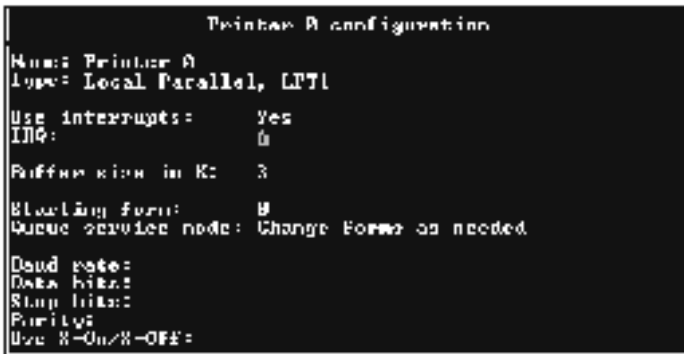 Printer 0 configuration
Name: Printer 0
Type: Local Parallel, LPT1
Use interrupts: Yes
IRQ:
Buffer size in K: 3
Starting form: 0
Queue service mode: Change forms as needed
Baud rate:
Data bits:
Stop bits:
Parity:
Use X-On/X-Off: